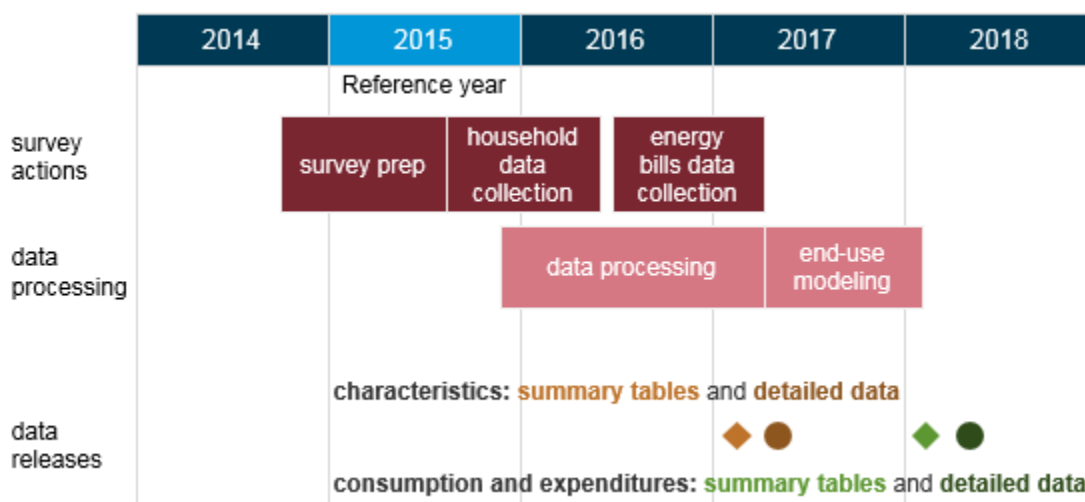 2014 2015 2016 2017 2018
Reference year
survey
actions
survey prep
household
data
collection
energy
bills data
collection
data
processing
data processing
end-use
modeling
characteristics: summary tables and detailed data
data
releases
consumption and expenditures: summary tables and detailed data